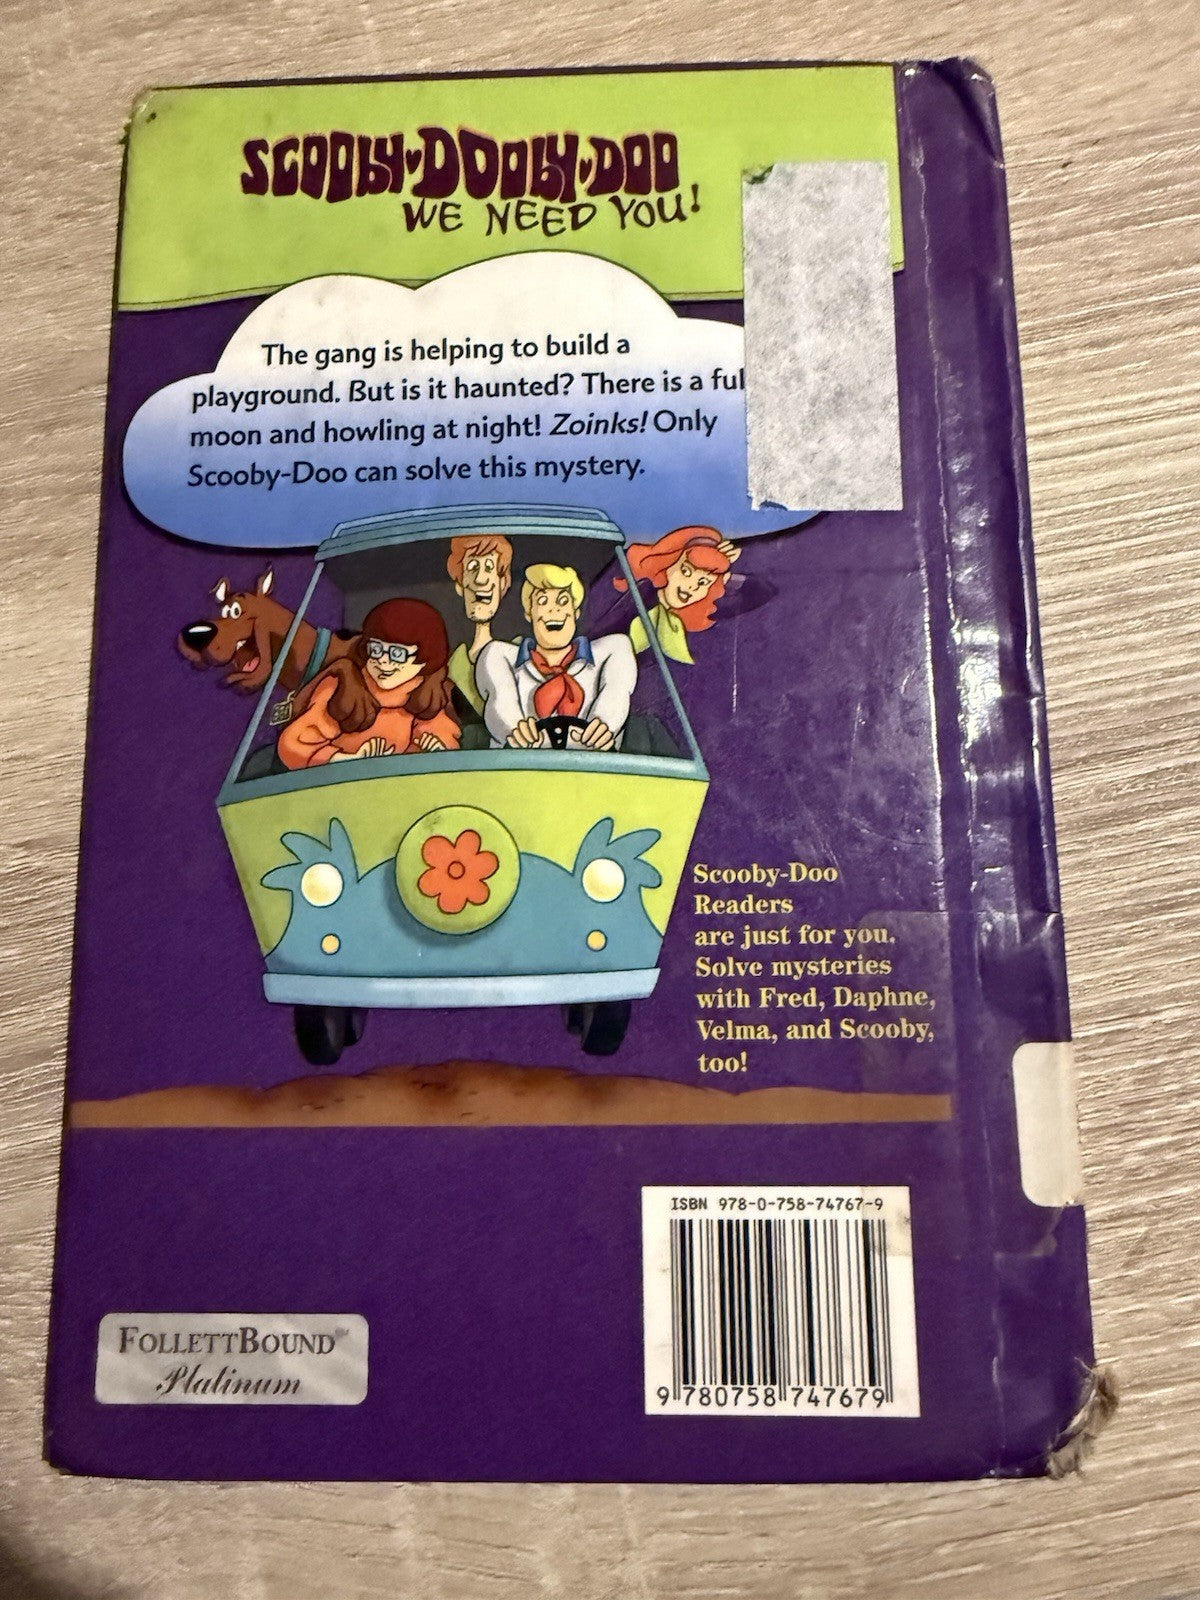 SCOOBY-DOOBY-DOO
WE NEED YOU!
The gang is helping to build a
playground. But is it haunted? There is a ful
moon and howling at night! Zoinks! Only
Scooby-Doo can solve this mystery.
Scooby-Doo
Readers
are just for you.
Solve mysteries
with Fred, Daphne,
Velma, and Scooby,
too!
ISBN 978-0-758-74767-9
9 780758 747679
FOLLETTBOUND
Platinum